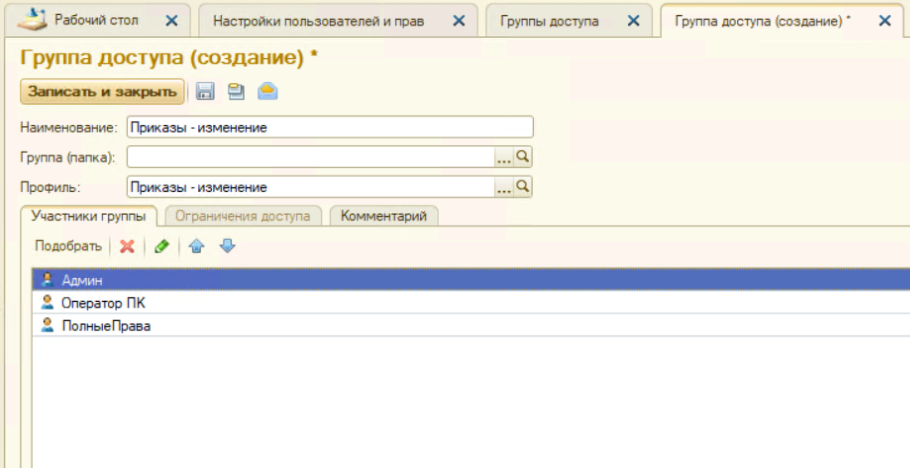 Рабочий стол Настройки пользователей и прав Группы доступа Группа доступа (создание) *
Группа доступа (создание) *
Записать и закрыть
Наименование: Приказы - изменение
Группа (папка): ...
Профиль: Приказы - изменение ...
Участники группы Ограничения доступа Комментарий
Подобрать
Админ
Оператор ПК
ПолныеПрава